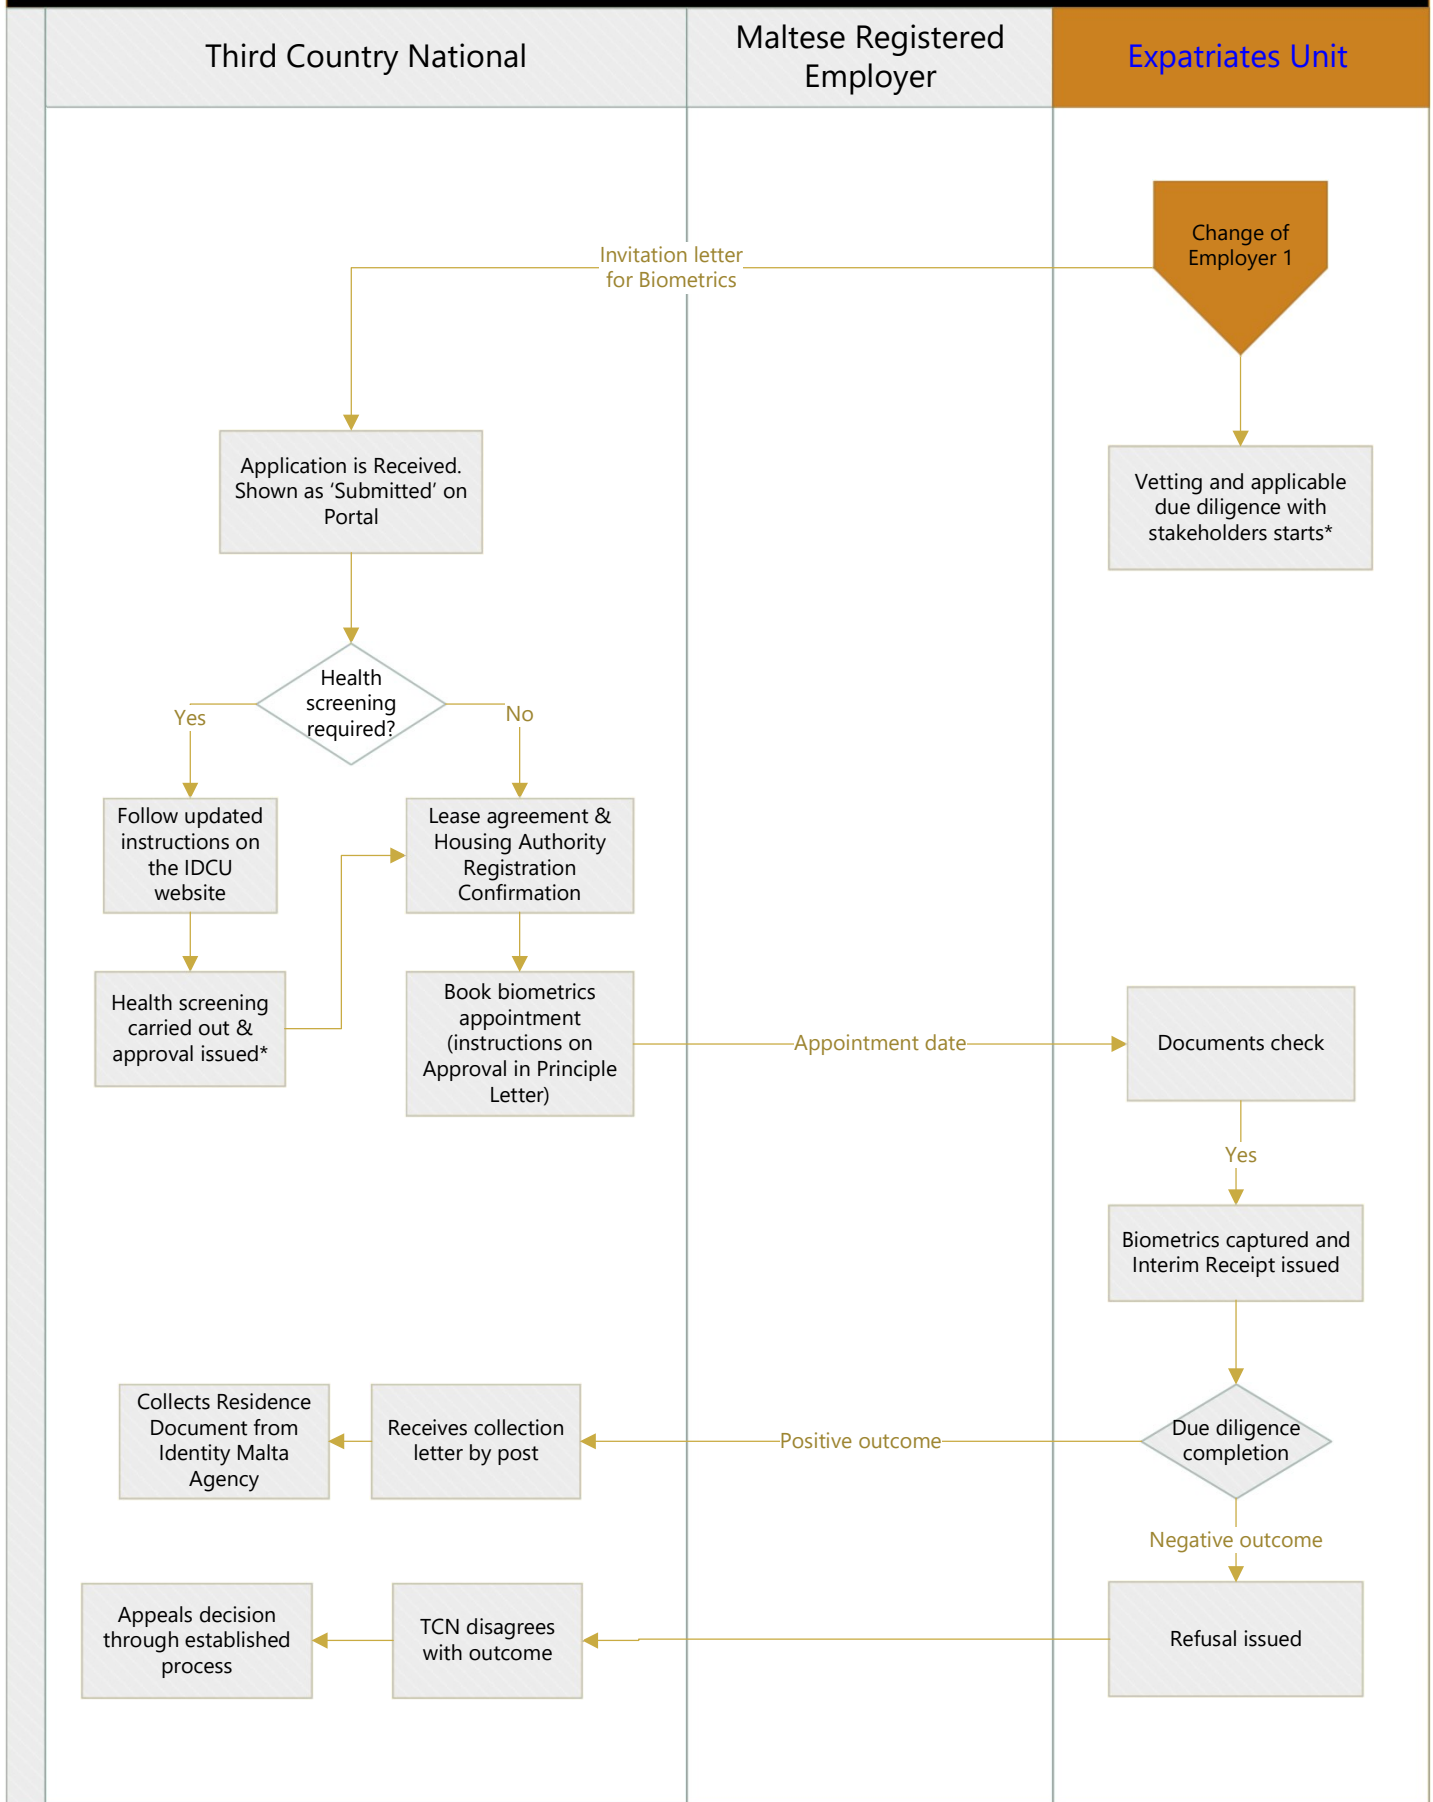 Third Country National
Maltese Registered
Employer
Expatriates Unit
Change of
Employer 1
Invitation letter
for Biometrics
Application is Received.
Shown as ‘Submitted’ on
Portal
Vetting and applicable
due diligence with
stakeholders starts*
Health
screening
required?
Yes
No
Follow updated
instructions on
the IDCU
website
Lease agreement &
Housing Authority
Registration
Confirmation
Health screening
carried out &
approval issued*
Book biometrics
appointment
(instructions on
Approval in Principle
Letter)
Appointment date
Documents check
Yes
Biometrics captured and
Interim Receipt issued
Collects Residence
Document from
Identity Malta
Agency
Receives collection
letter by post
Positive outcome
Due diligence
completion
Negative outcome
Appeals decision
through established
process
TCN disagrees
with outcome
Refusal issued